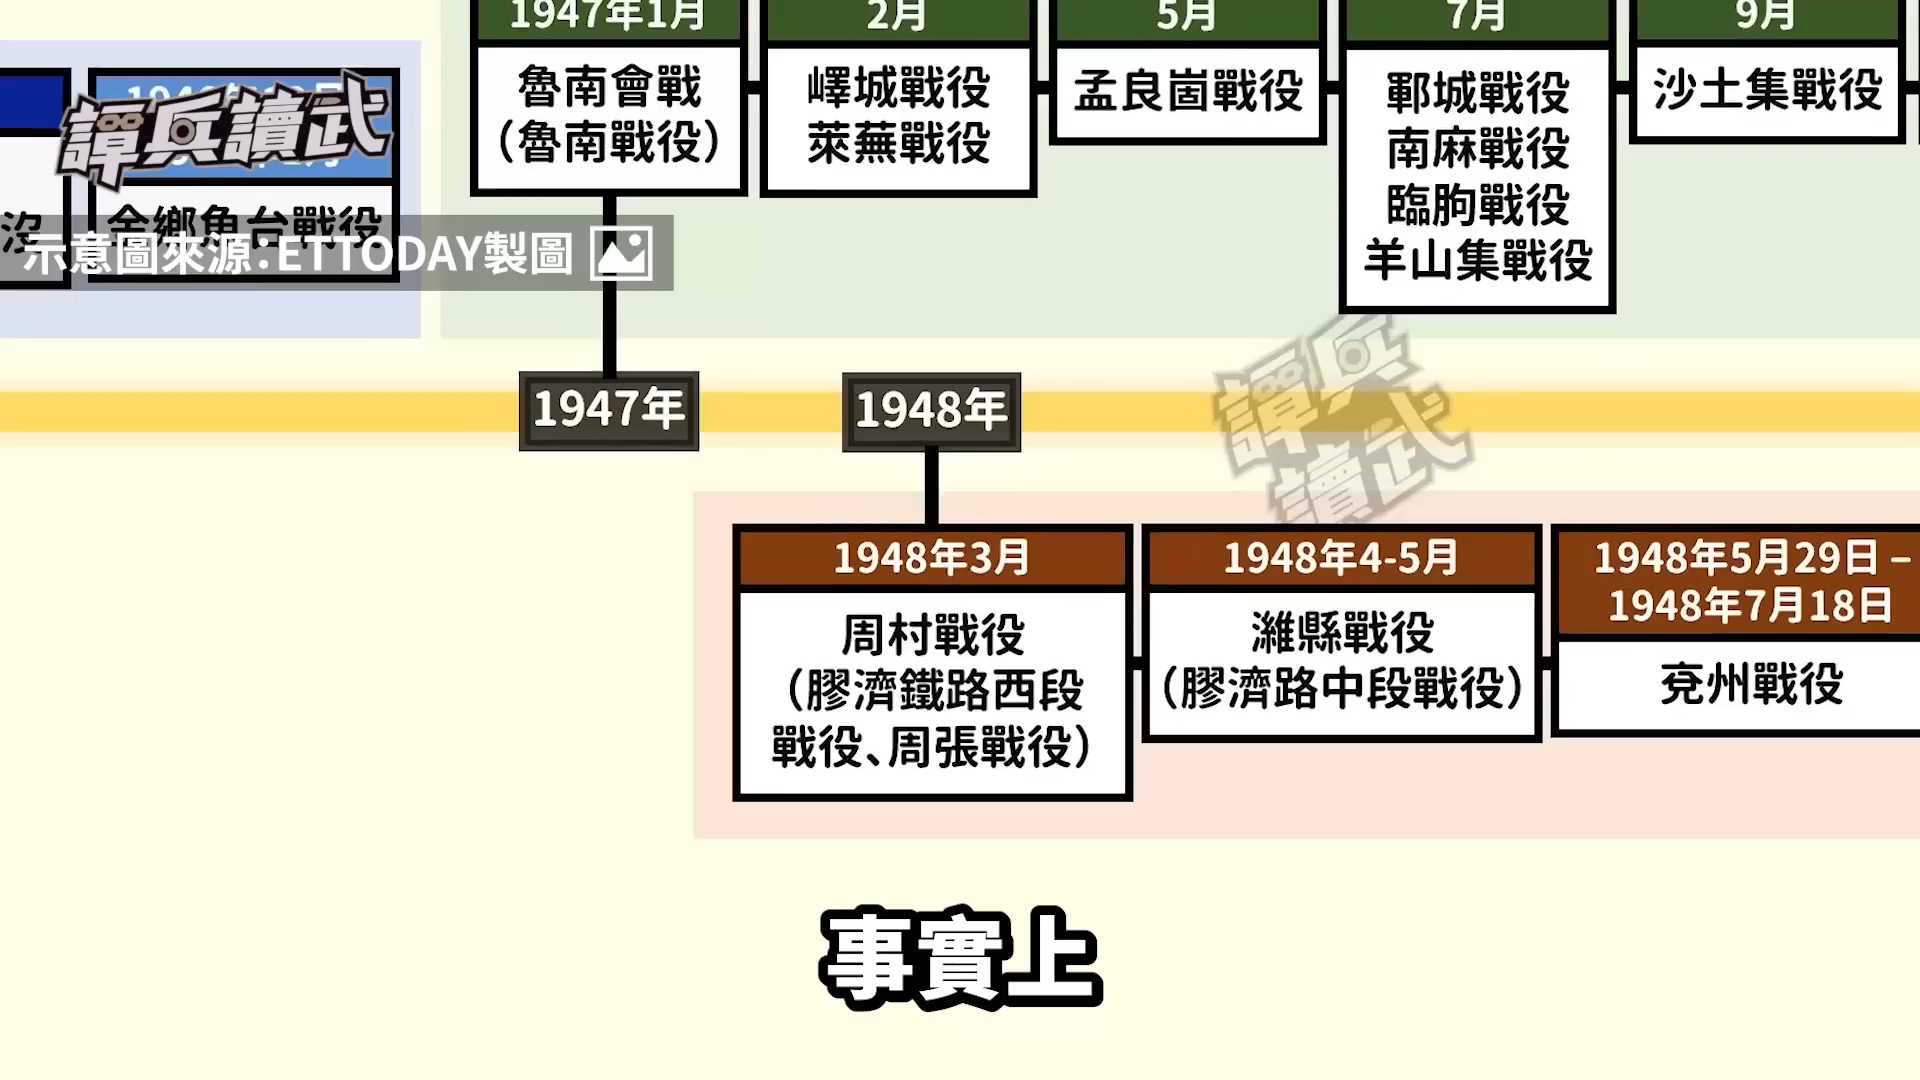 1947年1月
2月
5月
7月
9月
魯南會戰
（魯南戰役）
嶧城戰役
萊蕪戰役
孟良崮戰役
鄆城戰役
南麻戰役
臨朐戰役
羊山集戰役
沙土集戰役
譚兵讀武
沒
金鄉魚台戰役
示意圖來源：ETTODAY製圖
1947年
1948年
譚兵
讀武
1948年3月
周村戰役
（膠濟鐵路西段
戰役、周張戰役）
1948年4-5月
濰縣戰役
（膠濟路中段戰役）
1948年5月29日－
1948年7月18日
兗州戰役
事實上